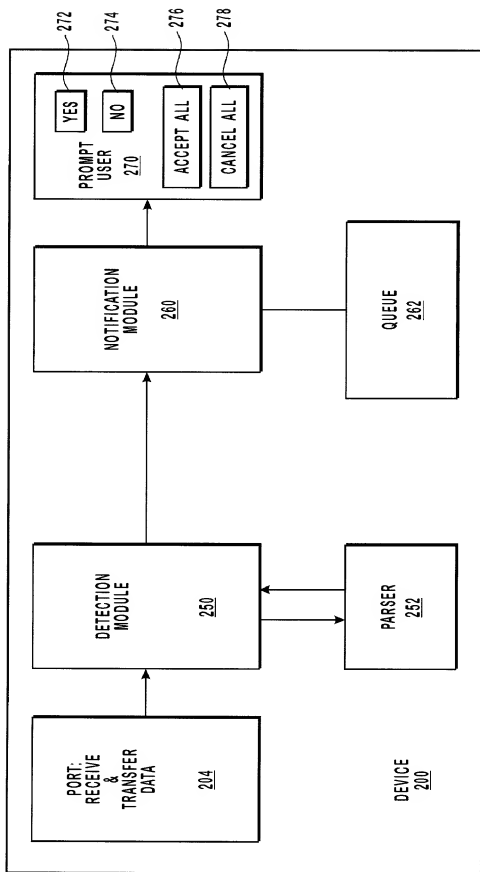 PORT:
RECEIVE
&
TRANSFER
DATA
204
DETECTION
MODULE
250
NOTIFICATION
MODULE
260
PROMPT
USER
270
YES
NO
ACCEPT ALL
CANCEL ALL
272
274
276
278
PARSER
252
QUEUE
262
DEVICE
200